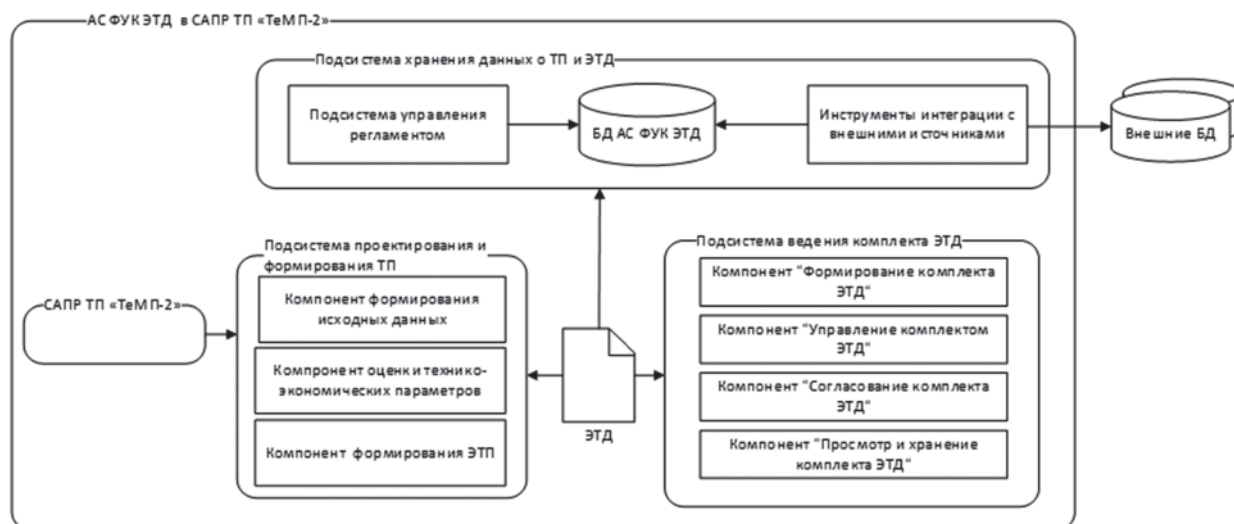 АС ФУК ЭТД в САПР ТП «ТеМП-2»
Подсистема хранения данных о ТП и ЭТД
Подсистема управления
регламентом
БД АС ФУК ЭТД
Инструменты интеграции с
внешними источниками
Внешние БД
Подсистема проектирования и
формирования ТП
Компонент формирования
исходных данных
Компронент оценки технико-
экономических параметров
Компонент формирования ЭТП
САПР ТП «ТеМП-2»
ЭТД
Подсистема ведения комплекта ЭТД
Компонент "Формирование комплекта
ЭТД"
Компонент "Управление комплектом
ЭТД"
Компонент "Согласование комплекта
ЭТД"
Компонент "Просмотр и хранение
комплекта ЭТД"